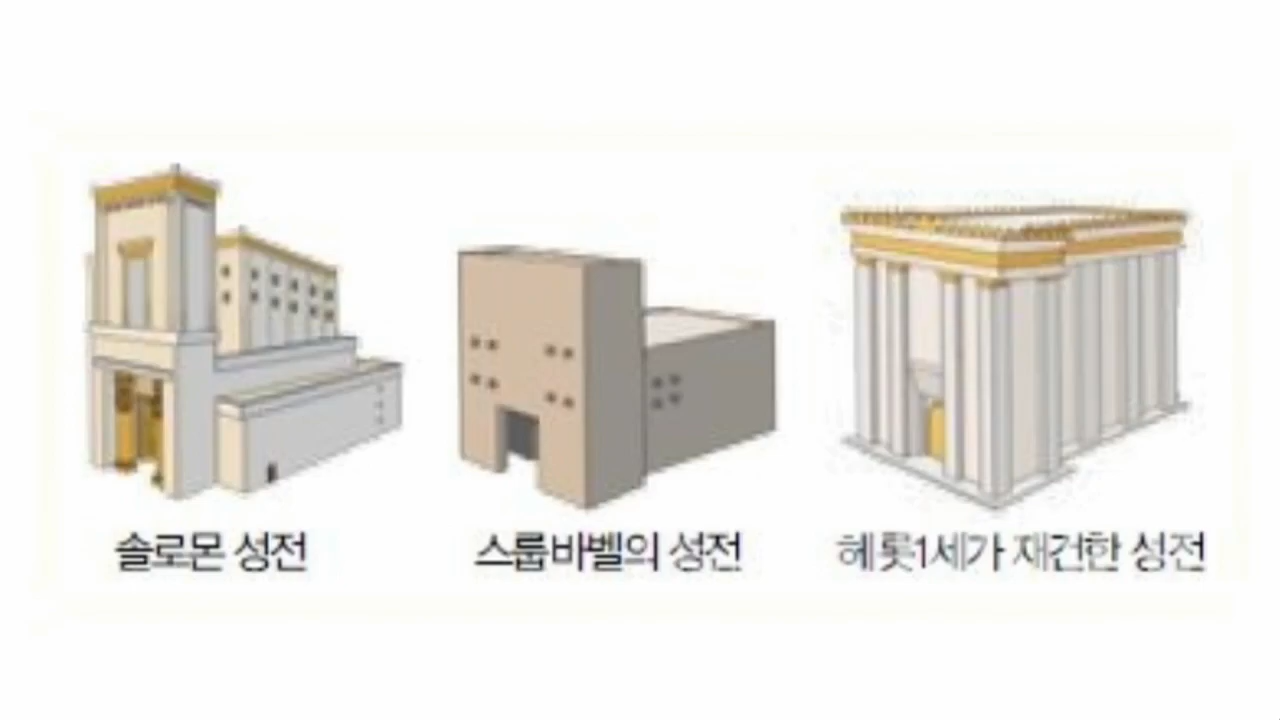 솔로몬 성전
스룹바벨의 성전
헤롯1세가 재건한 성전